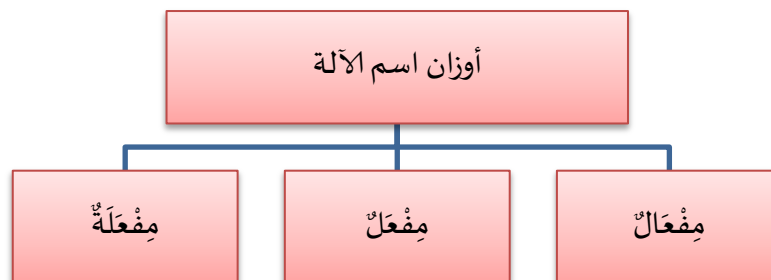 أوزان اسم الآلة
مِفْعَالٌ
مِفْعَلٌ
مِفْعَلَةٌ